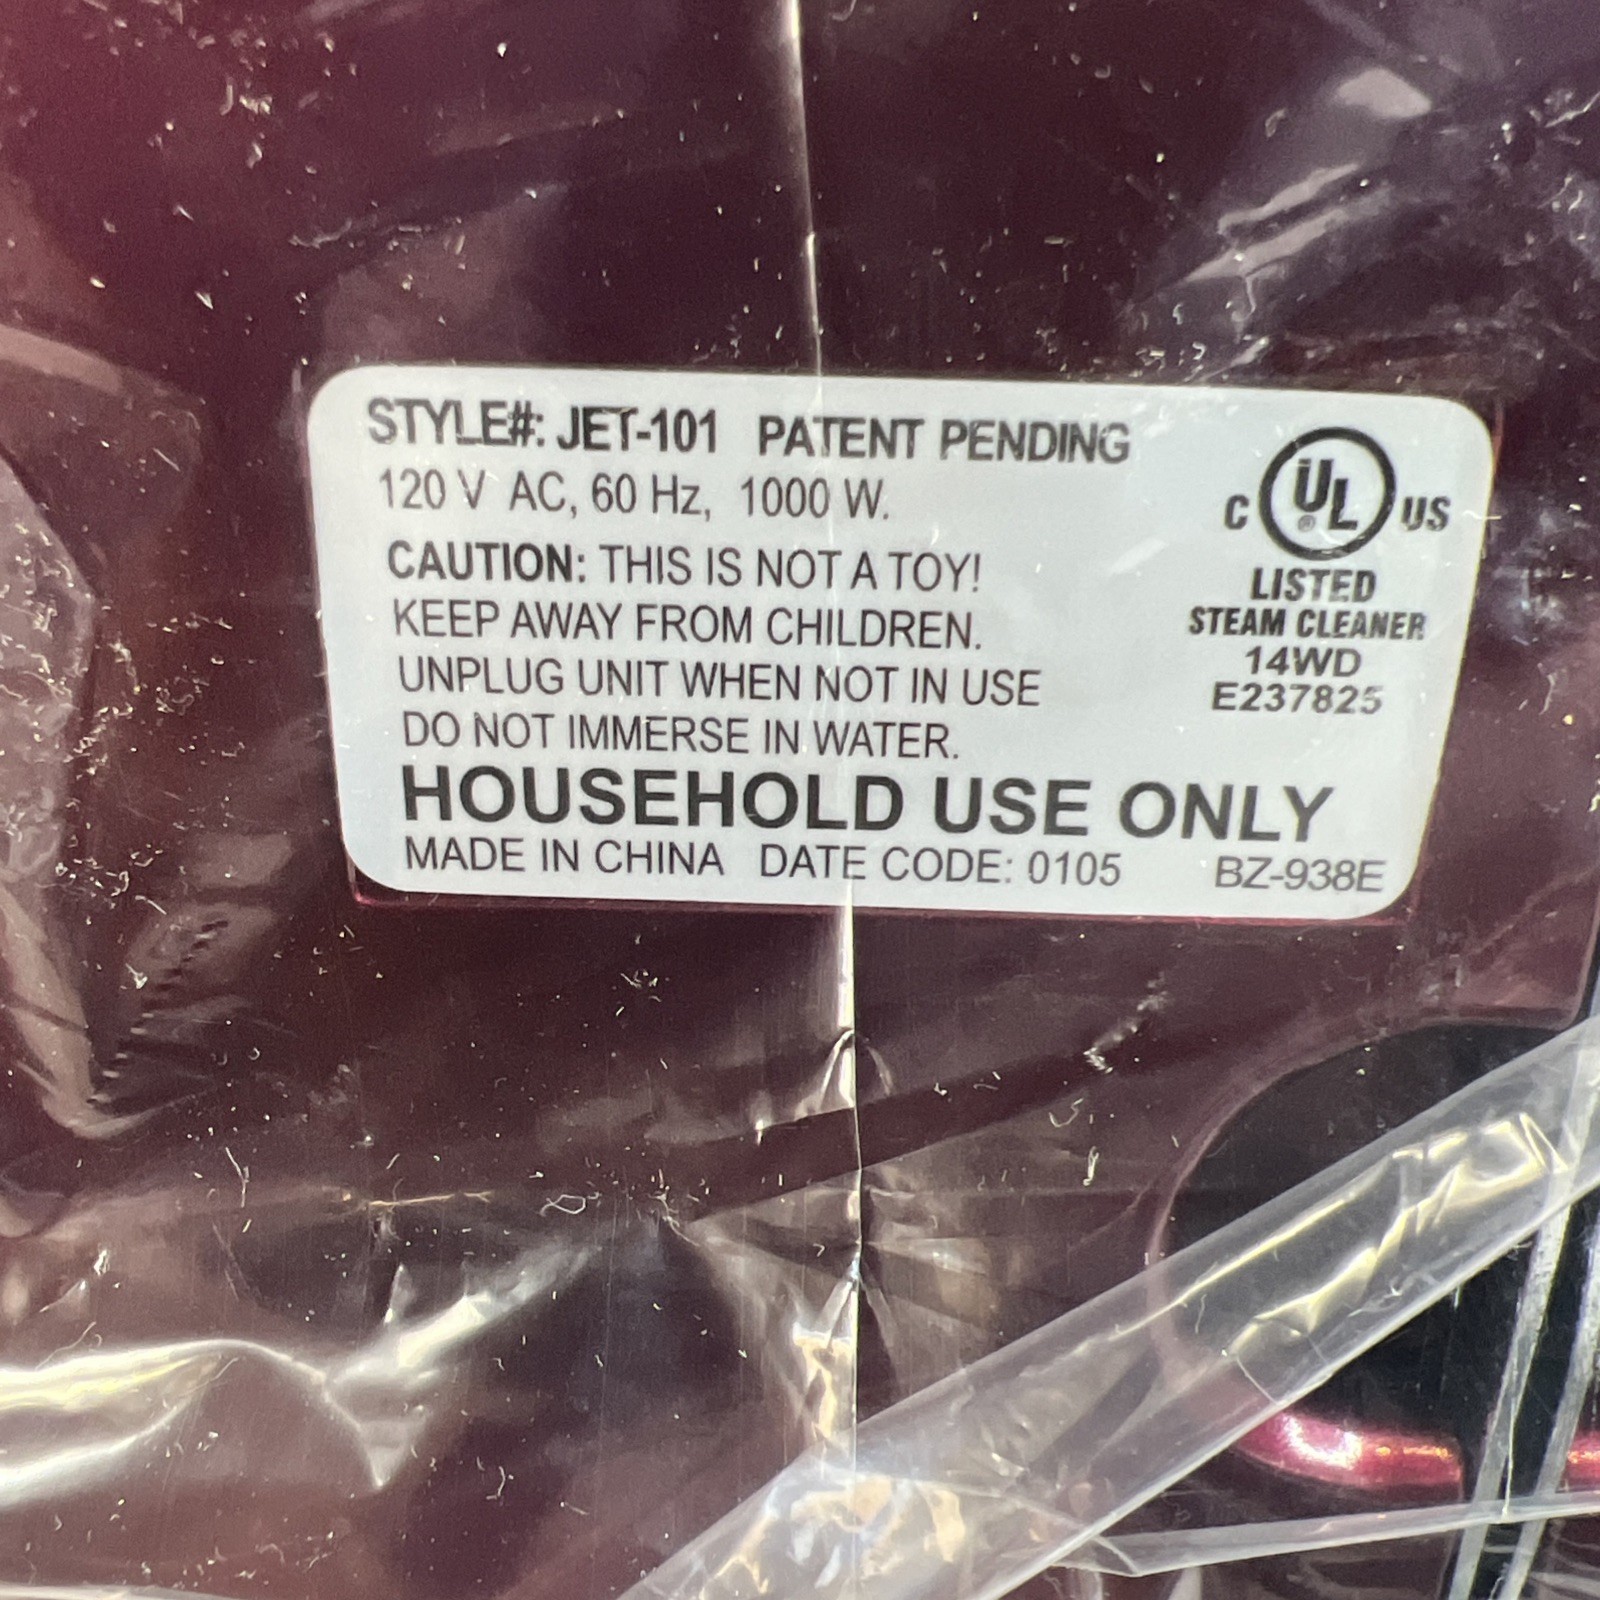 STYLE#: JET-101 PATENT PENDING
120 V AC, 60 Hz, 1000 W.
CAUTION: THIS IS NOT A TOY!
KEEP AWAY FROM CHILDREN.
UNPLUG UNIT WHEN NOT IN USE
DO NOT IMMERSE IN WATER.
HOUSEHOLD USE ONLY
MADE IN CHINA DATE CODE: 0105 BZ-938E
C UL® US
LISTED
STEAM CLEANER
14WD
E237825